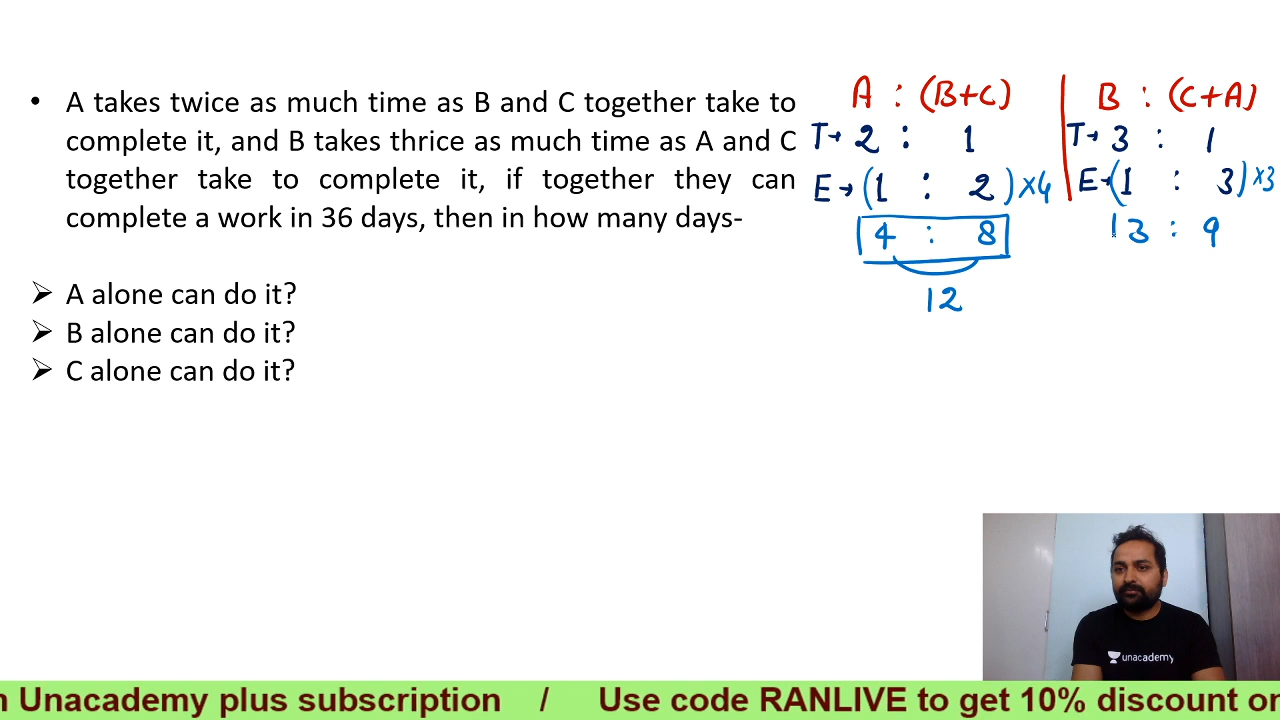 • A takes twice as much time as B and C together take to
complete it, and B takes thrice as much time as A and C
together take to complete it, if together they can
complete a work in 36 days, then in how many days-
➢ A alone can do it?
➢ B alone can do it?
➢ C alone can do it?
A : (B+C)
T→ 2 : 1
E→ (1 : 2) ×4
4 : 8
12
B : (C+A)
T→ 3 : 1
E→ (1 : 3) ×3
3 : 9
unacademy
n Unacademy plus subscription / Use code RANLIVE to get 10% discount on